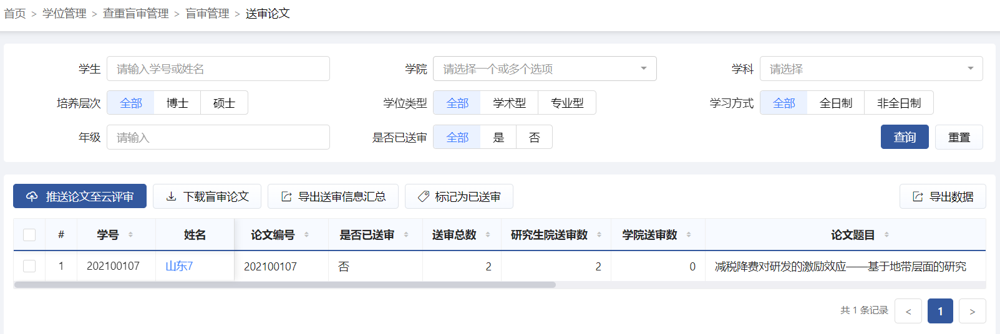 首页 > 学位管理 > 查重盲审管理 > 盲审管理 > 送审论文
学生 请输入学号或姓名 学院 请选择一个或多个选项 学科 请选择
培养层次 全部 博士 硕士 学位类型 全部 学术型 专业型 学习方式 全部 全日制 非全日制
年级 请输入 是否已送审 全部 是 否 查询 重置
推送论文至云评审 下载盲审论文 导出送审信息汇总 标记为已送审 导出数据
# 学号 姓名 论文编号 是否已送审 送审总数 研究生院送审数 学院送审数 论文题目
1 202100107 山东7 202100107 否 2 2 0 减税降费对研发的激励效应——基于地带层面的研究
共 1 条记录 < 1 >